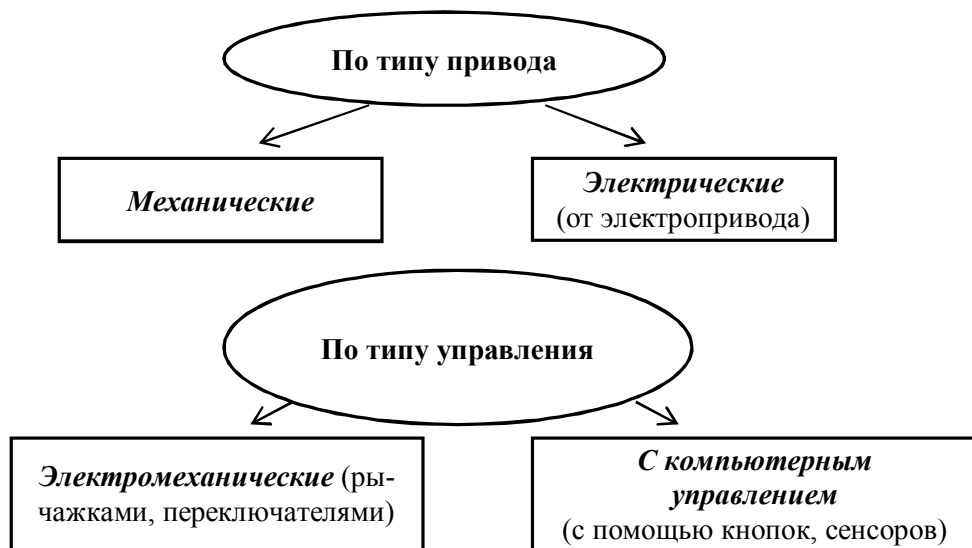 По типу привода
Механические
Электрические
(от электропривода)
По типу управления
Электромеханические (ры-
чажками, переключателями)
С компьютерным
управлением
(с помощью кнопок, сенсоров)